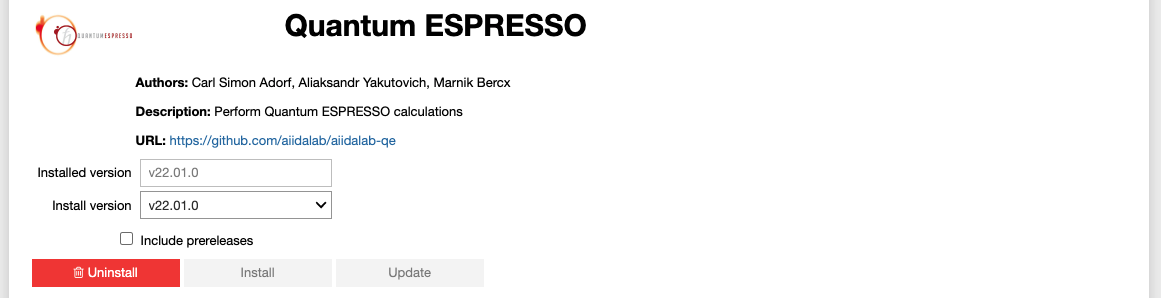 QUANTUMESPRESSO
Quantum ESPRESSO
Authors: Carl Simon Adorf, Aliaksandr Yakutovich, Marnik Bercx
Description: Perform Quantum ESPRESSO calculations
URL: https://github.com/aiidalab/aiidalab-qe
Installed version v22.01.0
Install version v22.01.0
Include prereleases
Uninstall Install Update